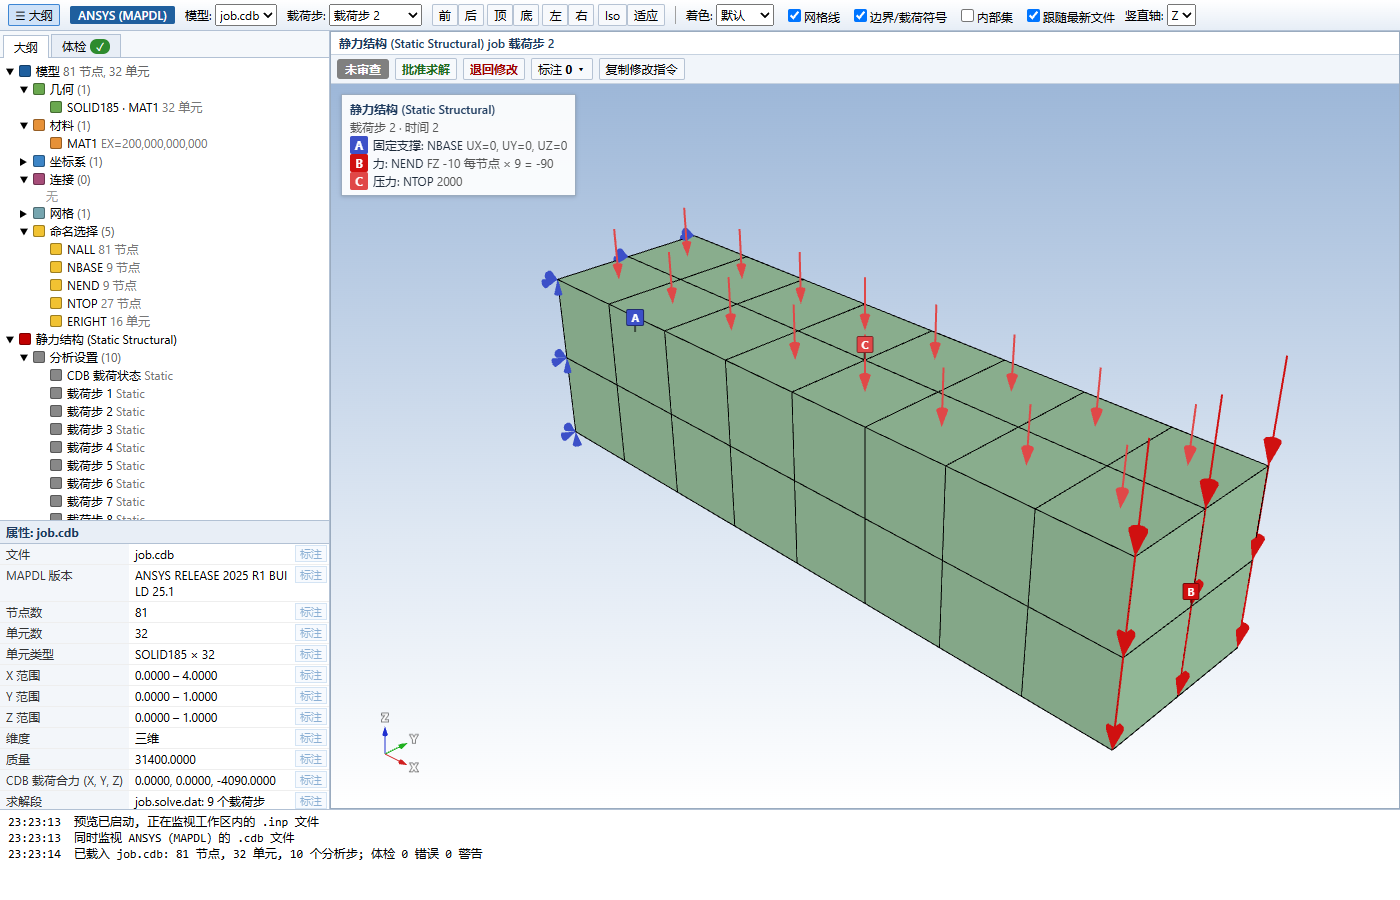 ☰ 大纲 ANSYS (MAPDL) 模型: job.cdb 载荷步: 载荷步 2 前 后 顶 底 左 右 Iso 适应 着色: 默认 网格线 边界/载荷符号 内部集 跟随最新文件 竖直轴: Z
大纲 体检 ✓
模型 81 节点, 32 单元
几何 (1)
SOLID185 · MAT1 32 单元
材料 (1)
MAT1 EX=200,000,000,000
坐标系 (1)
连接 (0)
无
网格 (1)
命名选择 (5)
NALL 81 节点
NBASE 9 节点
NEND 9 节点
NTOP 27 节点
ERIGHT 16 单元
静力结构 (Static Structural)
分析设置 (10)
CDB 载荷状态 Static
载荷步 1 Static
载荷步 2 Static
载荷步 3 Static
载荷步 4 Static
载荷步 5 Static
载荷步 6 Static
载荷步 7 Static
载荷步 8 Static
属性: job.cdb
文件 job.cdb 标注
MAPDL 版本 ANSYS RELEASE 2025 R1 BUI 标注
LD 25.1
节点数 81 标注
单元数 32 标注
单元类型 SOLID185 × 32 标注
X 范围 0.0000 – 4.0000 标注
Y 范围 0.0000 – 1.0000 标注
Z 范围 0.0000 – 1.0000 标注
维度 三维 标注
质量 31400.0000 标注
CDB 载荷合力 (X, Y, Z) 0.0000, 0.0000, -4090.0000 标注
求解段 job.solve.dat: 9 个载荷步 标注
静力结构 (Static Structural) job 载荷步 2
未审查 批准求解 退回修改 标注 0 复制修改指令
静力结构 (Static Structural)
载荷步 2 · 时间 2
A 固定支撑: NBASE UX=0, UY=0, UZ=0
B 力: NEND FZ -10 每节点 × 9 = -90
C 压力: NTOP 2000
A
C
B
Z
Y
X
23:23:13 预览已启动, 正在监视工作区内的 .inp 文件
23:23:13 同时监视 ANSYS (MAPDL) 的 .cdb 文件
23:23:14 已载入 job.cdb: 81 节点, 32 单元, 10 个分析步; 体检 0 错误 0 警告